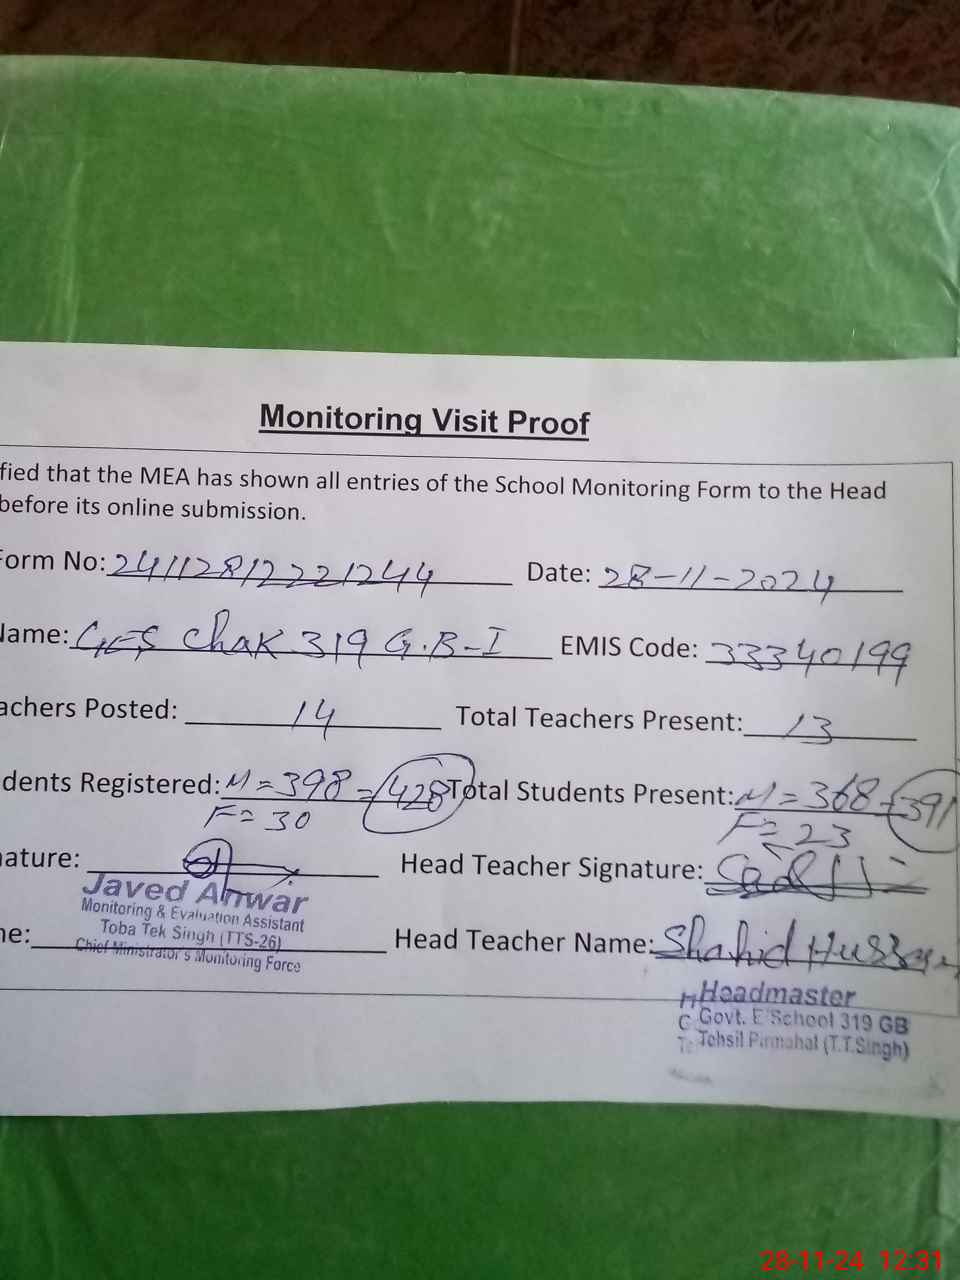 Monitoring Visit Proof
fied that the MEA has shown all entries of the School Monitoring Form to the Head
before its online submission.
Form No: 24112812221244 Date: 28-11-2024
Name: GES Chak 319 G.B-I EMIS Code: 33340199
achers Posted: 14 Total Teachers Present: 13
dents Registered: M=398=428 Total Students Present: M=368=391
F=30 F=23
nature: Head Teacher Signature:
Javed Anwar
Monitoring & Evaluation Assistant
Toba Tek Singh (TTS-26)
Chief Ministrator's Monitoring Force
ne: Head Teacher Name: Shahid Hussain
Headmaster
Govt. E School 319 GB
Tehsil Pirmahal (T.T.Singh)
28-11-24 12:31